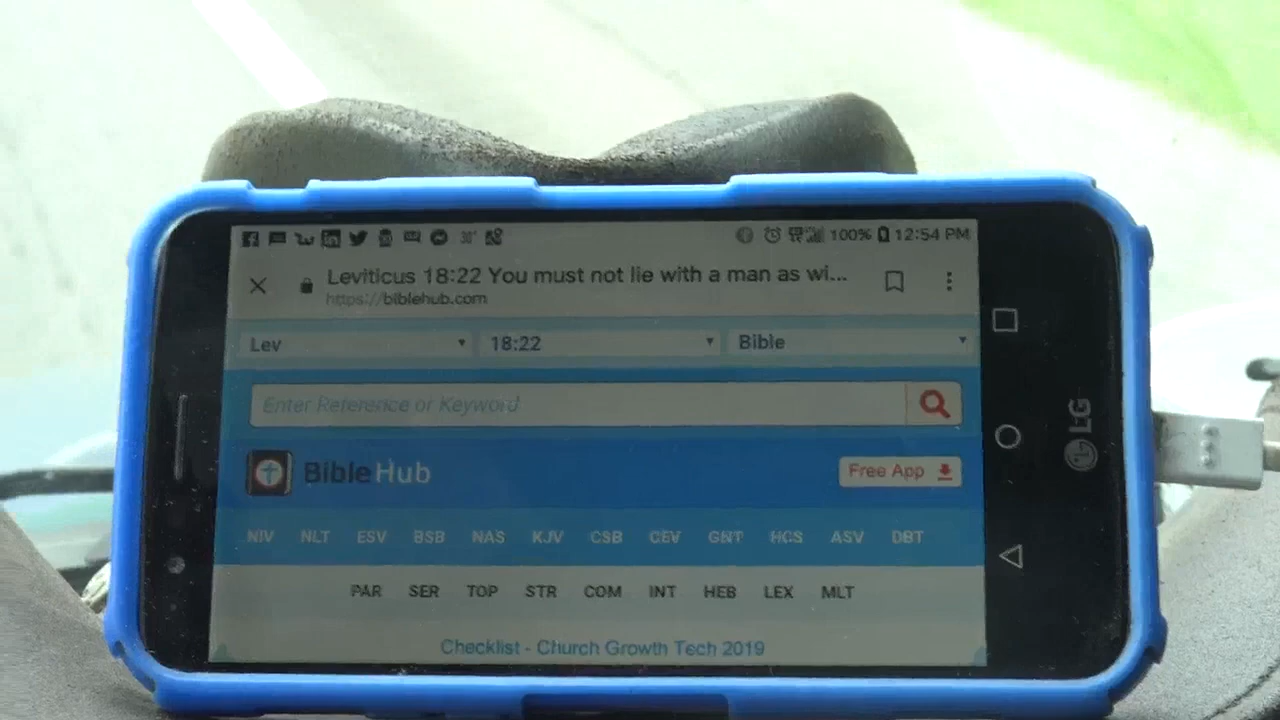 38° 100% 12:54 PM
Leviticus 18:22 You must not lie with a man as wi...
https://biblehub.com
Lev 18:22 Bible
Enter Reference or Keyword
BibleHub Free App
NIV NLT ESV BSB NAS KJV CSB CEV GNT HCS ASV DBT
PAR SER TOP STR COM INT HEB LEX MLT
Checklist - Church Growth Tech 2019
LG